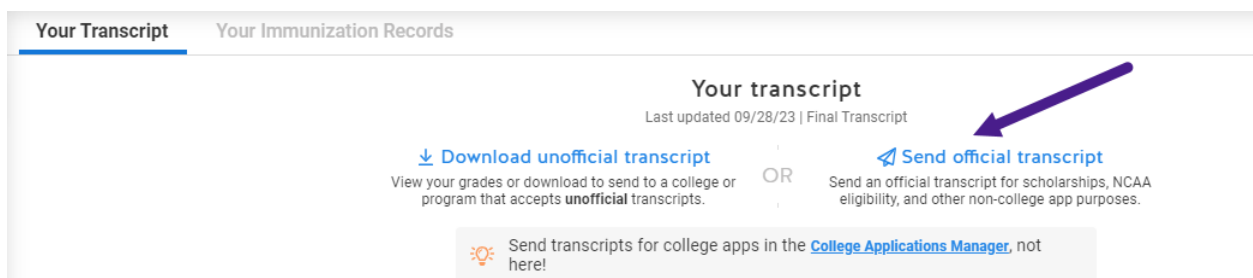 Your Transcript Your Immunization Records
Your transcript
Last updated 09/28/23 | Final Transcript
Download unofficial transcript
View your grades or download to send to a college or
program that accepts unofficial transcripts.
OR
Send official transcript
Send an official transcript for scholarships, NCAA
eligibility, and other non-college app purposes.
Send transcripts for college apps in the College Applications Manager, not
here!